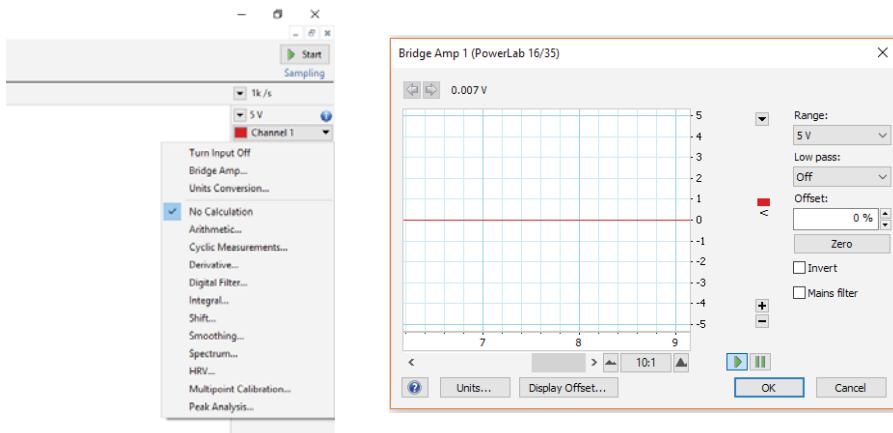 Start
Sampling
1k /s
5 V
Channel 1
Turn Input Off
Bridge Amp...
Units Conversion...
No Calculation
Arithmetic...
Cyclic Measurements...
Derivative...
Digital Filter...
Integral...
Shift...
Smoothing...
Spectrum...
HRV...
Multipoint Calibration...
Peak Analysis...
Bridge Amp 1 (PowerLab 16/35)
0.007 V
5
4
3
2
1
0
-1
-2
-3
-4
-5
7 8 9
10:1
Units...
Display Offset...
Range:
5 V
Low pass:
Off
Offset:
0 %
Zero
Invert
Mains filter
OK
Cancel